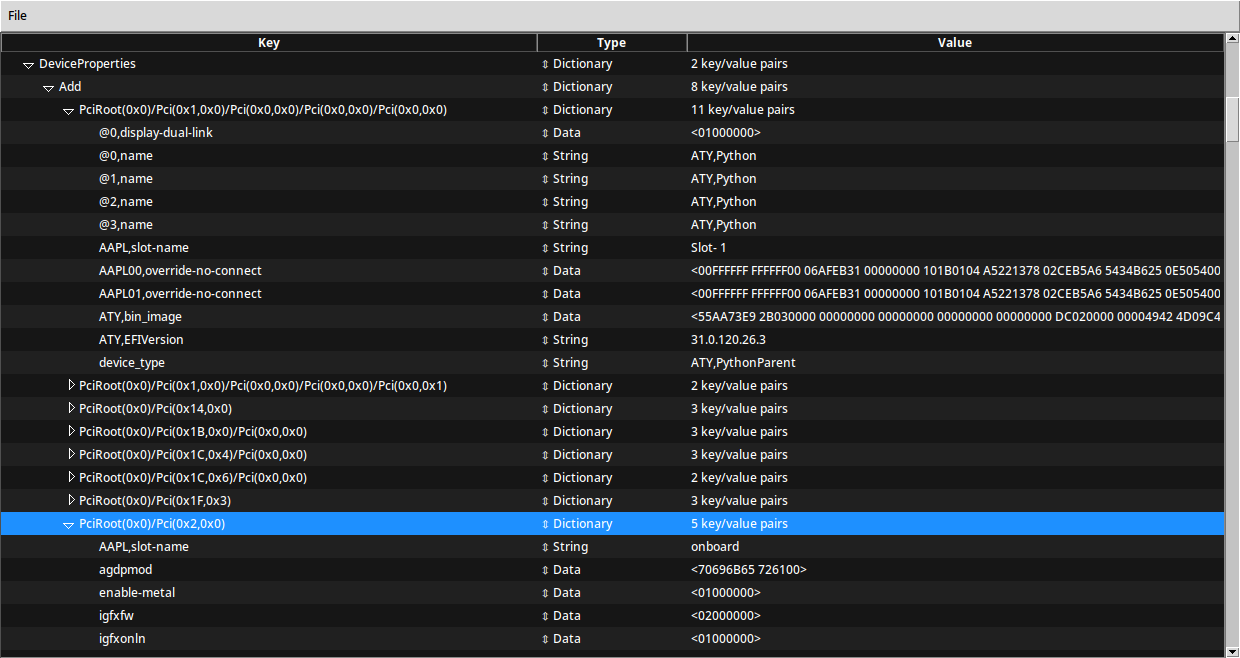 File
Key Type Value
DeviceProperties Dictionary 2 key/value pairs
Add Dictionary 8 key/value pairs
PciRoot(0x0)/Pci(0x1,0x0)/Pci(0x0,0x0)/Pci(0x0,0x0)/Pci(0x0,0x0) Dictionary 11 key/value pairs
@0,display-dual-link Data <01000000>
@0,name String ATY,Python
@1,name String ATY,Python
@2,name String ATY,Python
@3,name String ATY,Python
AAPL,slot-name String Slot- 1
AAPL00,override-no-connect Data <00FFFFFF FFFFFF00 06AFEB31 00000000 101B0104 A5221378 02CEB5A6 5434B625 0E505400
AAPL01,override-no-connect Data <00FFFFFF FFFFFF00 06AFEB31 00000000 101B0104 A5221378 02CEB5A6 5434B625 0E505400
ATY,bin_image Data <55AA73E9 2B030000 00000000 00000000 00000000 00000000 DC020000 00004942 4D09C4
ATY,EFIVersion String 31.0.120.26.3
device_type String ATY,PythonParent
PciRoot(0x0)/Pci(0x1,0x0)/Pci(0x0,0x0)/Pci(0x0,0x0)/Pci(0x0,0x1) Dictionary 2 key/value pairs
PciRoot(0x0)/Pci(0x14,0x0) Dictionary 3 key/value pairs
PciRoot(0x0)/Pci(0x1B,0x0)/Pci(0x0,0x0) Dictionary 3 key/value pairs
PciRoot(0x0)/Pci(0x1C,0x4)/Pci(0x0,0x0) Dictionary 3 key/value pairs
PciRoot(0x0)/Pci(0x1C,0x6)/Pci(0x0,0x0) Dictionary 2 key/value pairs
PciRoot(0x0)/Pci(0x1F,0x3) Dictionary 3 key/value pairs
PciRoot(0x0)/Pci(0x2,0x0) Dictionary 5 key/value pairs
AAPL,slot-name String onboard
agdpmod Data <70696B65 726100>
enable-metal Data <01000000>
igfxfw Data <02000000>
igfxonln Data <01000000>